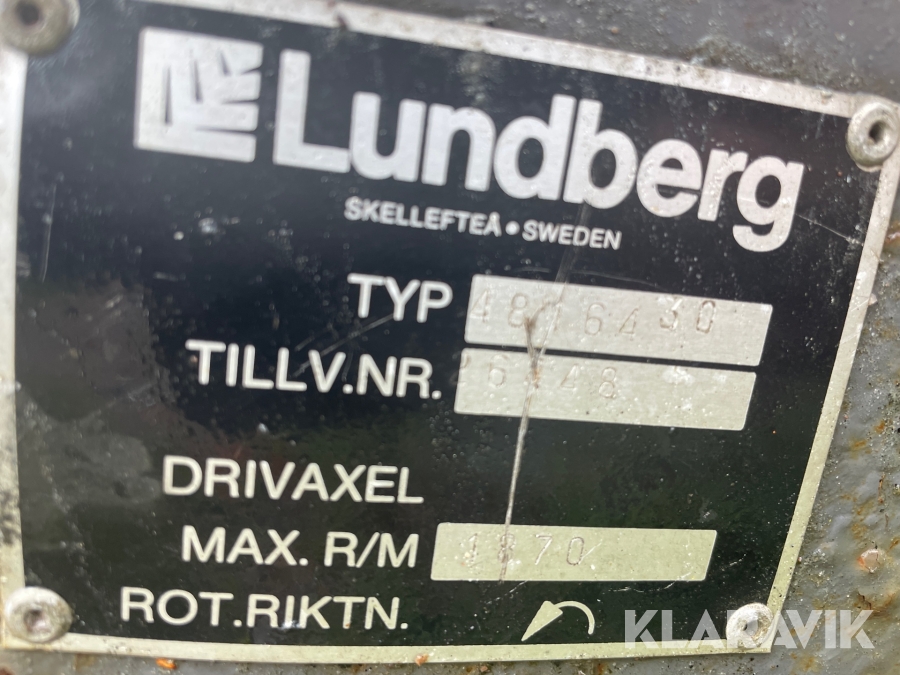 Lundberg
SKELLEFTEÅ • SWEDEN
TYP
TILLV.NR.
DRIVAXEL
MAX. R/M
ROT.RIKTN.
KLARAVIK